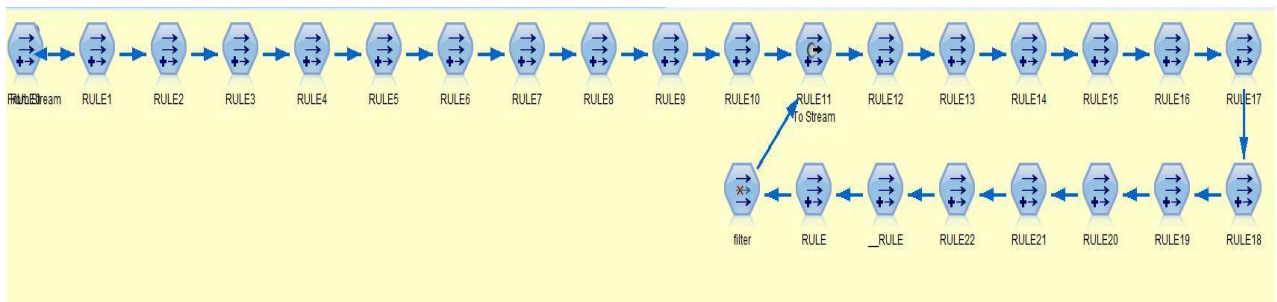 RULE1 RULE2 RULE3 RULE4 RULE5 RULE6 RULE7 RULE8 RULE9 RULE10 RULE11 RULE12 RULE13 RULE14 RULE15 RULE16 RULE17
To Stream
filter RULE __RULE RULE22 RULE21 RULE20 RULE19 RULE18